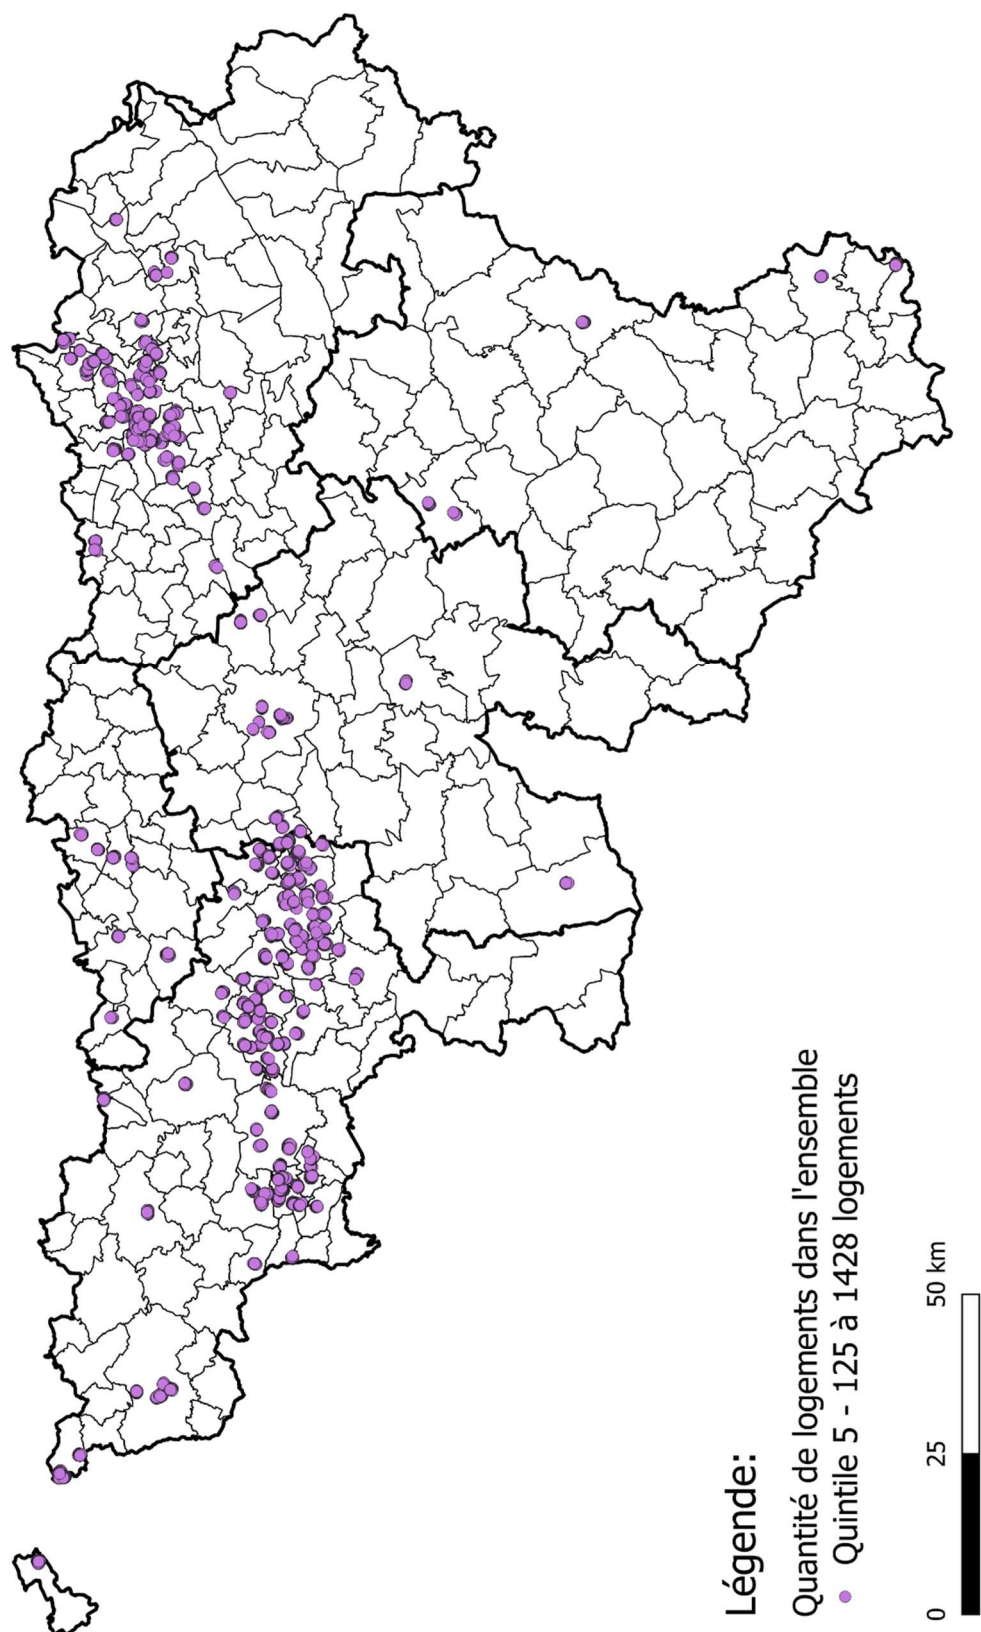 Légende:
Quantité de logements dans l'ensemble
Quintile 5 - 125 à 1428 logements
0 25 50 km